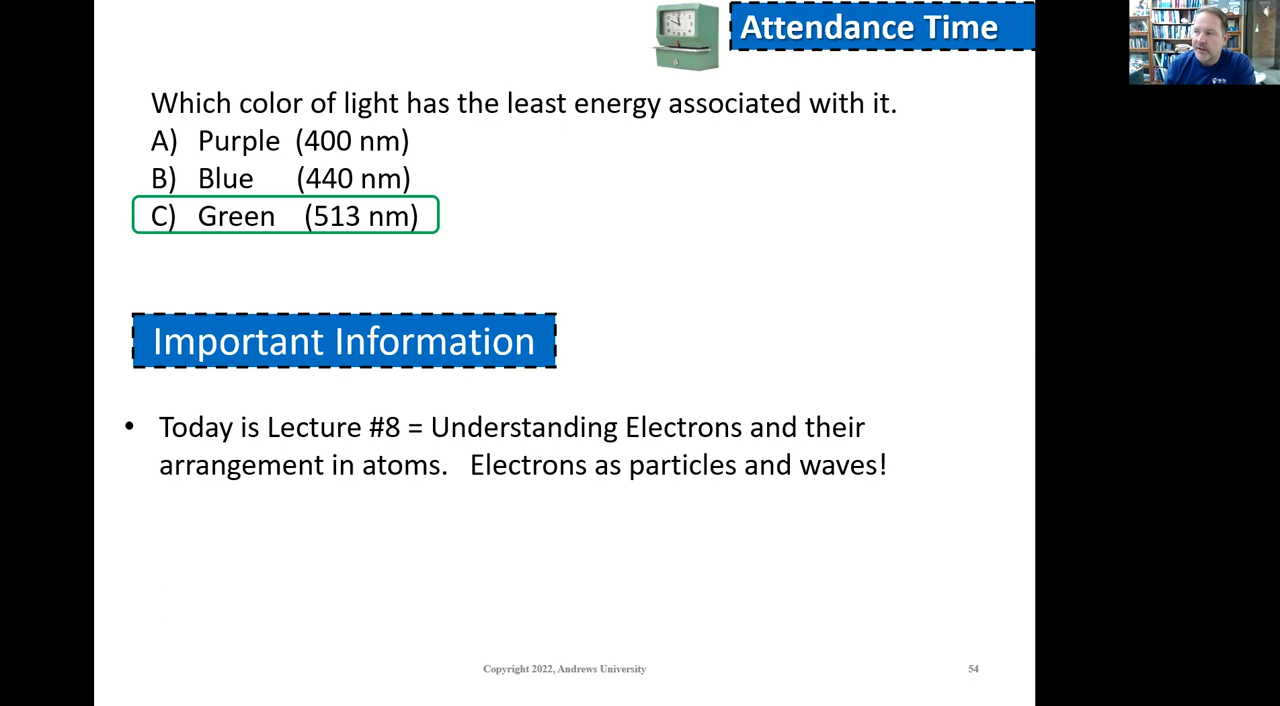 Attendance Time
Which color of light has the least energy associated with it.
A) Purple (400 nm)
B) Blue (440 nm)
C) Green (513 nm)
Important Information
• Today is Lecture #8 = Understanding Electrons and their
arrangement in atoms. Electrons as particles and waves!
Copyright 2022, Andrews University
54